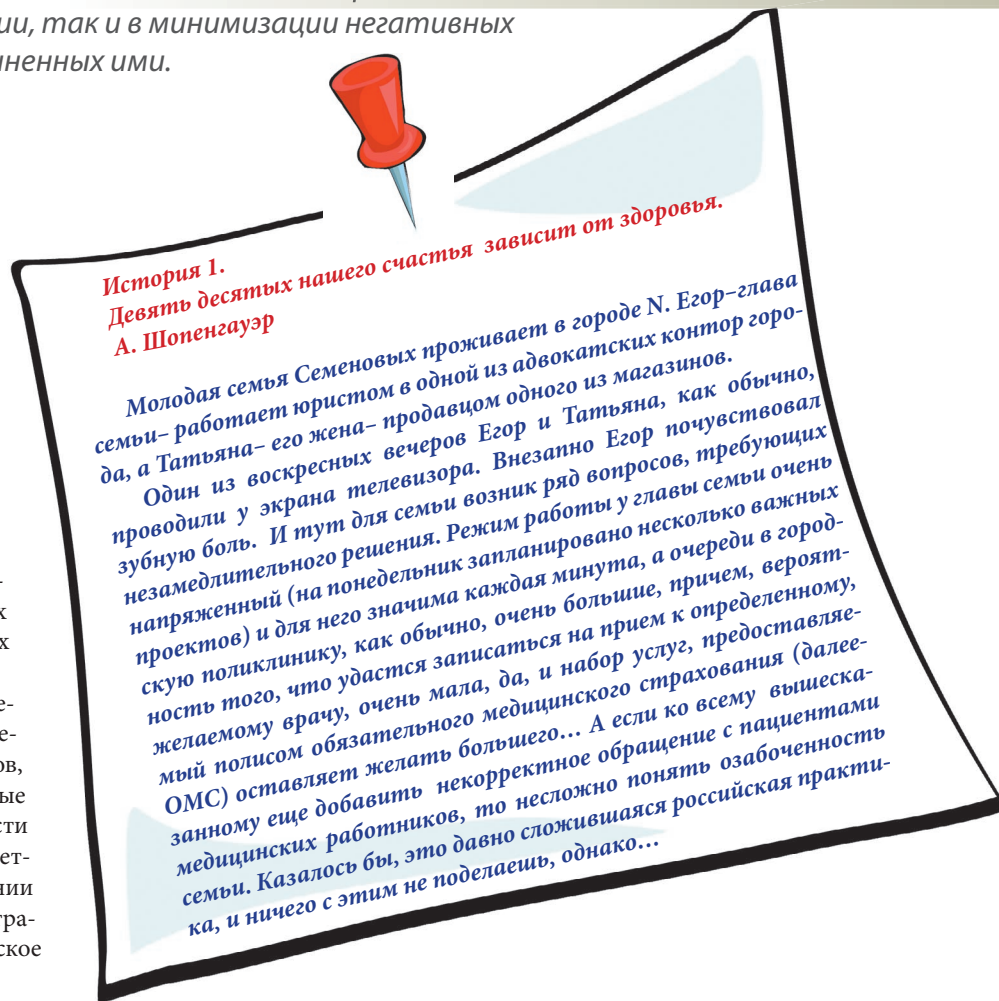 ии, так и в минимизации негативных
ненных ими.
История 1.
Девять десятых нашего счастья зависит от здоровья.
А. Шопенгауэр
Молодая семья Семеновых проживает в городе N. Егор–глава
семьи– работает юристом в одной из адвокатских контор горо-
да, а Татьяна– его жена– продавцом одного из магазинов.
Один из воскресных вечеров Егор и Татьяна, как обычно,
проводили у экрана телевизора. Внезапно Егор почувствовал
зубную боль. И тут для семьи возник ряд вопросов, требующих
незамедлительного решения. Режим работы у главы семьи очень
напряженный (на понедельник запланировано несколько важных
проектов) и для него значима каждая минута, а очереди в город-
скую поликлинику, как обычно, очень большие, причем, вероят-
ность того, что удастся записаться на прием к определенному,
желаемому врачу, очень мала, да, и набор услуг, предоставляе-
мый полисом обязательного медицинского страхования (далее-
ОМС) оставляет желать большего… А если ко всему вышеска-
занному еще добавить некорректное обращение с пациентами
медицинских работников, то несложно понять озабоченность
семьи. Казалось бы, это давно сложившаяся российская практи-
ка, и ничего с этим не поделаешь, однако…
-
х
х
е-
е-
ов,
ые
сти
ет-
нии
тра-
ское